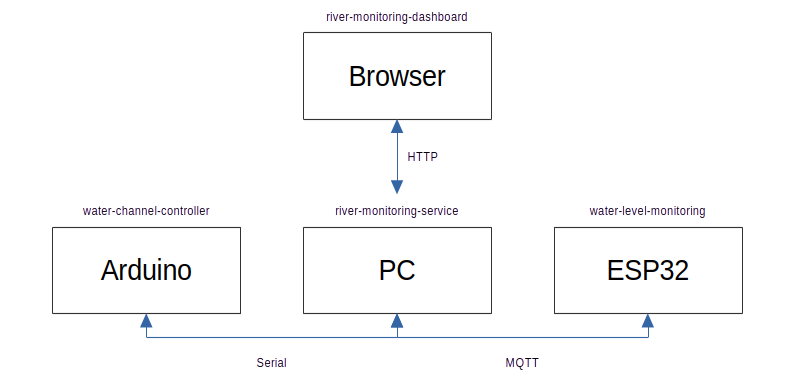 river-monitoring-dashboard
Browser
HTTP
water-channel-controller
river-monitoring-service
water-level-monitoring
Arduino
PC
ESP32
Serial
MQTT